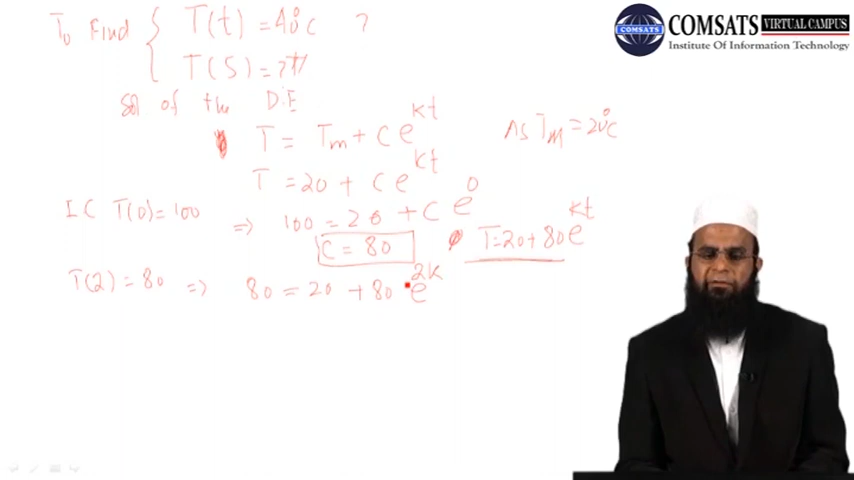 To Find { T(t) = 40°C ?
T(5) = ??
Sol of the D.E
T = Tm + C e^kt As Tm = 20°C
T = 20 + C e^kt
I.C T(0) = 100 => 100 = 20 + C e^0
C = 80 T = 20 + 80 e^kt
T(2) = 80 => 80 = 20 + 80 · e^2k
COMSATS
COMSATS VIRTUAL CAMPUS
Institute Of Information Technology